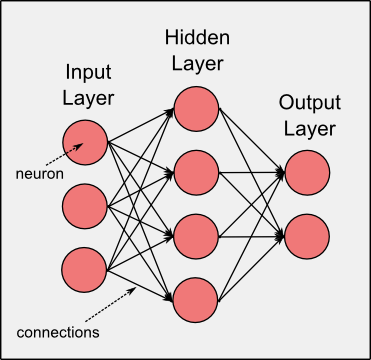 Hidden
Layer
Input
Layer
Output
Layer
neuron
connections